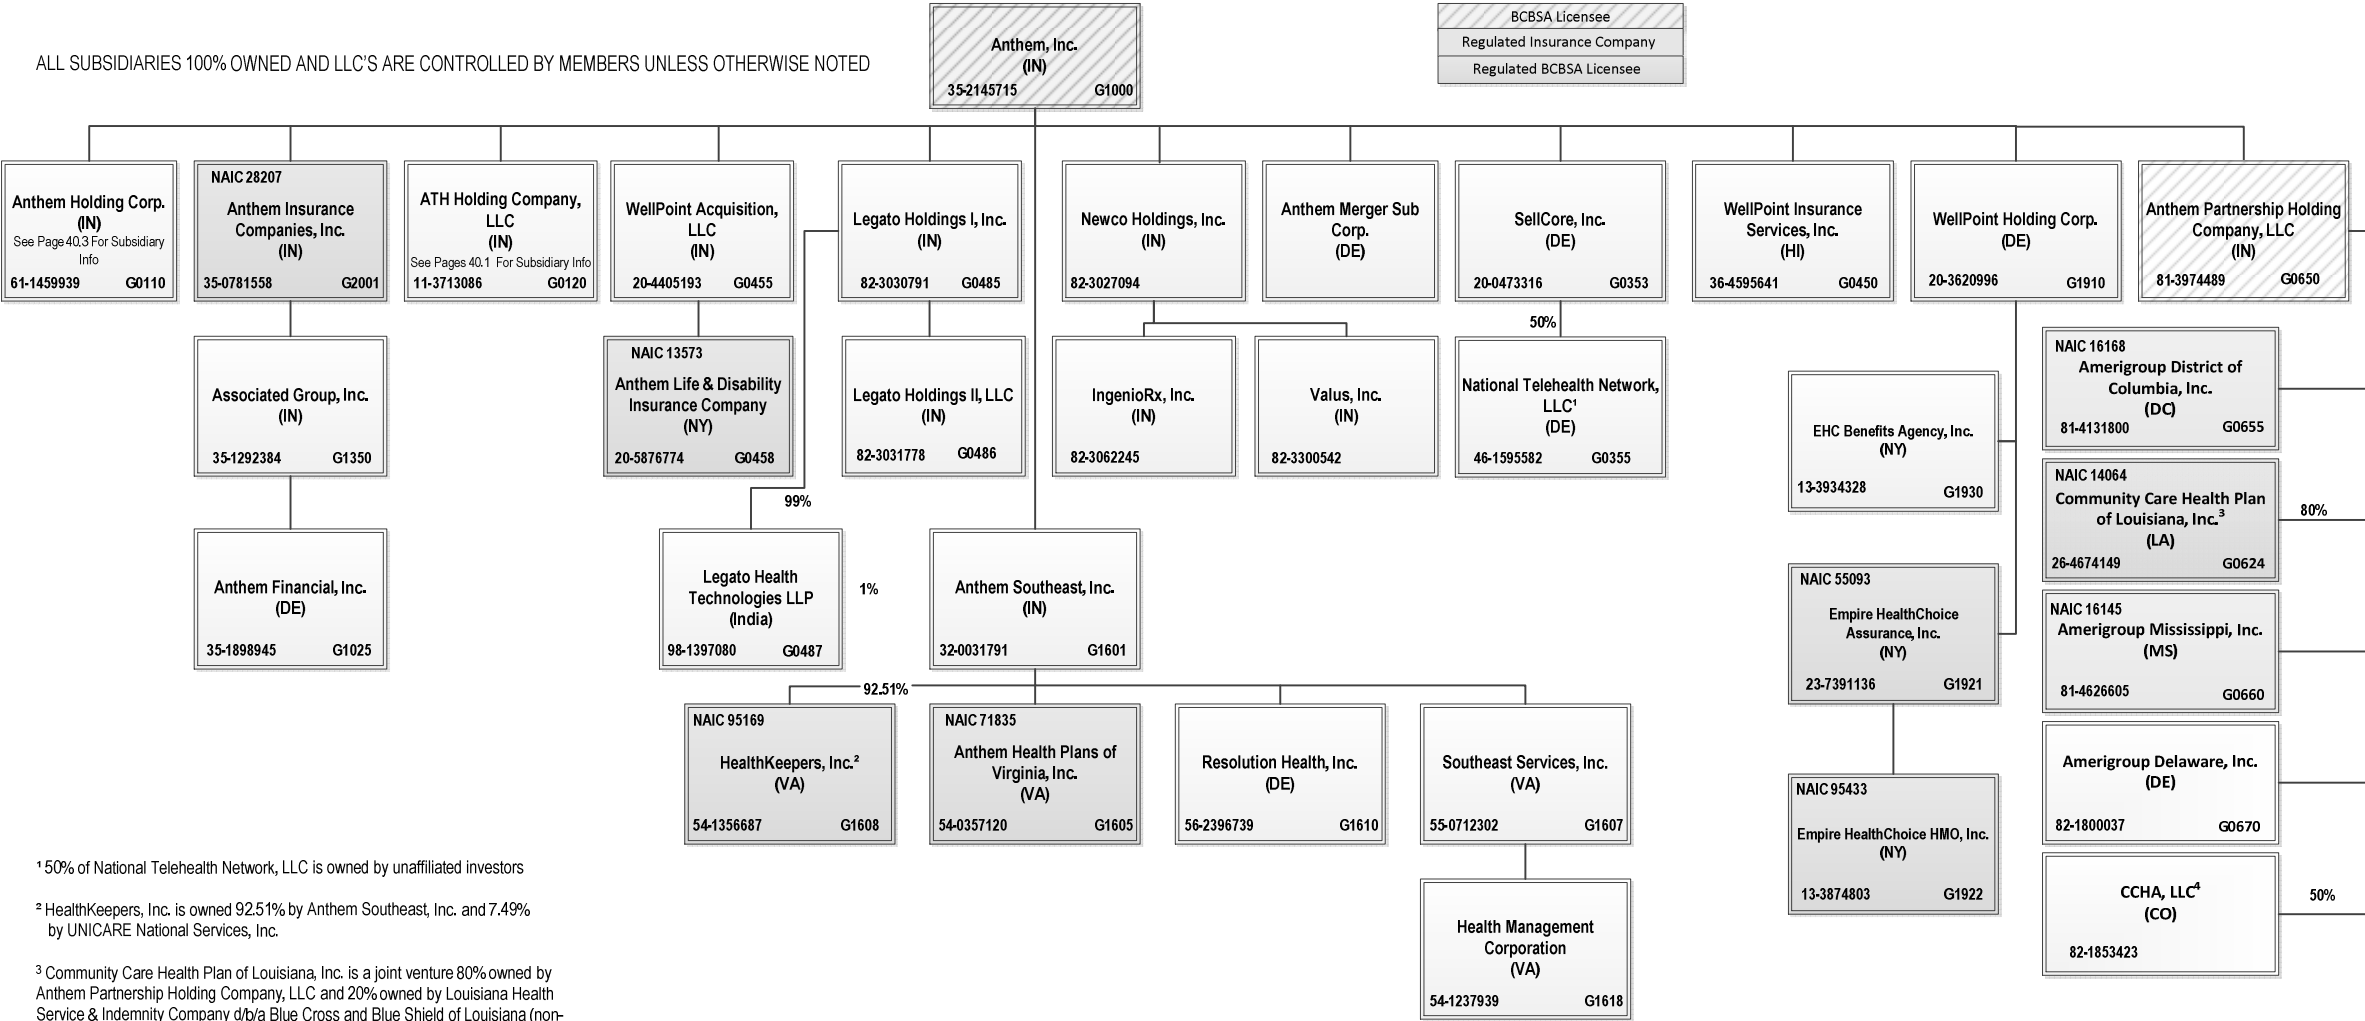 BCBSA Licensee
Regulated Insurance Company
Regulated BCBSA Licensee
ALL SUBSIDIARIES 100% OWNED AND LLC'S ARE CONTROLLED BY MEMBERS UNLESS OTHERWISE NOTED
Anthem, Inc.
(IN)
35-2145715 G1000
Anthem Holding Corp.
(IN)
See Page 40.3 For Subsidiary
Info
61-1459939 G0110
NAIC 28207
Anthem Insurance
Companies, Inc.
(IN)
35-0781558 G2001
ATH Holding Company,
LLC
(IN)
See Pages 40.1 For Subsidiary Info
11-3713086 G0120
WellPoint Acquisition,
LLC
(IN)
20-4405193 G0455
Legato Holdings I, Inc.
(IN)
82-3030791 G0485
Newco Holdings, Inc.
(IN)
82-3027094
Anthem Merger Sub
Corp.
(DE)
SellCore, Inc.
(DE)
20-0473316 G0353
WellPoint Insurance
Services, Inc.
(HI)
36-4595641 G0450
WellPoint Holding Corp.
(DE)
20-3620996 G1910
Anthem Partnership Holding
Company, LLC
(IN)
81-3974489 G0650
Associated Group, Inc.
(IN)
35-1292384 G1350
NAIC 13573
Anthem Life & Disability
Insurance Company
(NY)
20-5876774 G0458
Legato Holdings II, LLC
(IN)
82-3031778 G0486
IngenioRx, Inc.
(IN)
82-3062245
Valus, Inc.
(IN)
82-3300542
50%
National Telehealth Network,
LLC¹
(DE)
46-1595582 G0355
EHC Benefits Agency, Inc.
(NY)
13-3934328 G1930
NAIC 16168
Amerigroup District of
Columbia, Inc.
(DC)
81-4131800 G0655
NAIC 14064
Community Care Health Plan
of Louisiana, Inc.³
(LA)
26-4674149 G0624
80%
Anthem Financial, Inc.
(DE)
35-1898945 G1025
99%
Legato Health
Technologies LLP
(India)
98-1397080 G0487
1%
Anthem Southeast, Inc.
(IN)
32-0031791 G1601
NAIC 55093
Empire HealthChoice
Assurance, Inc.
(NY)
23-7391136 G1921
NAIC 16145
Amerigroup Mississippi, Inc.
(MS)
81-4626605 G0660
92.51%
NAIC 95169
HealthKeepers, Inc.²
(VA)
54-1356687 G1608
NAIC 71835
Anthem Health Plans of
Virginia, Inc.
(VA)
54-0357120 G1605
Resolution Health, Inc.
(DE)
56-2396739 G1610
Southeast Services, Inc.
(VA)
55-0712302 G1607
NAIC 95433
Empire HealthChoice HMO, Inc.
(NY)
13-3874803 G1922
Amerigroup Delaware, Inc.
(DE)
82-1800037 G0670
CCHA, LLC⁴
(CO)
82-1853423
50%
Health Management
Corporation
(VA)
54-1237939 G1618
¹ 50% of National Telehealth Network, LLC is owned by unaffiliated investors
² HealthKeepers, Inc. is owned 92.51% by Anthem Southeast, Inc. and 7.49%
by UNICARE National Services, Inc.
³ Community Care Health Plan of Louisiana, Inc. is a joint venture 80% owned by
Anthem Partnership Holding Company, LLC and 20% owned by Louisiana Health
Service & Indemnity Company d/b/a Blue Cross and Blue Shield of Louisiana (non-